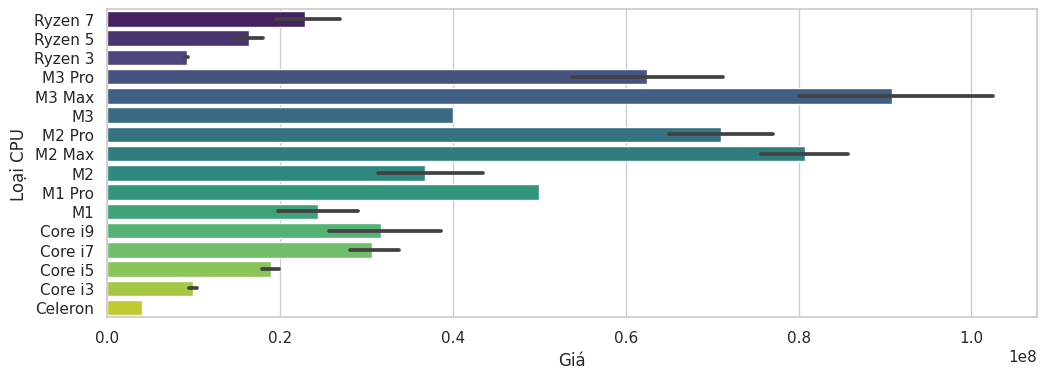 Ryzen 7
Ryzen 5
Ryzen 3
M3 Pro
M3 Max
M3
M2 Pro
M2 Max
M2
M1 Pro
M1
Core i9
Core i7
Core i5
Core i3
Celeron
Loại CPU
0.0 0.2 0.4 0.6 0.8 1.0
1e8
Giá